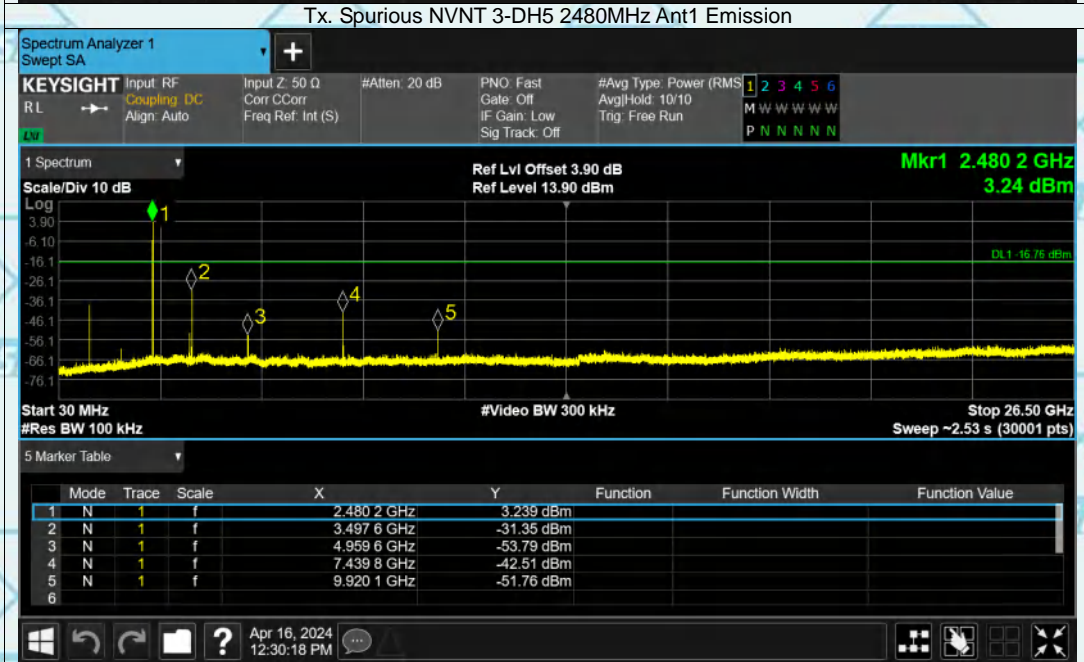 Tx. Spurious NVNT 3-DH5 2480MHz Ant1 Emission
Spectrum Analyzer 1
Swept SA
+
KEYSIGHT Input: RF Input Z: 50 Ω #Atten: 20 dB PNO: Fast #Avg Type: Power (RMS 1 2 3 4 5 6
RL Coupling: DC Corr CCorr Gate: Off Avg|Hold: 10/10 M W W W W W
Align: Auto Freq Ref: Int (S) IF Gain: Low Trig: Free Run
LXI Sig Track: Off P N N N N N
1 Spectrum Ref Lvl Offset 3.90 dB Mkr1 2.480 2 GHz
Scale/Div 10 dB Ref Level 13.90 dBm 3.24 dBm
Log
1
3.90
-6.10
DL1 -16.76 dBm
-16.1
2
-26.1
4
-36.1
3 5
-46.1
-56.1
-66.1
-76.1
Start 30 MHz #Video BW 300 kHz Stop 26.50 GHz
#Res BW 100 kHz Sweep ~2.53 s (30001 pts)
5 Marker Table
Mode Trace Scale X Y Function Function Width Function Value
1 N 1 f 2.480 2 GHz 3.239 dBm
2 N 1 f 3.497 6 GHz -31.35 dBm
3 N 1 f 4.959 6 GHz -53.79 dBm
4 N 1 f 7.439 8 GHz -42.51 dBm
5 N 1 f 9.920 1 GHz -51.76 dBm
6
? Apr 16, 2024
12:30:18 PM